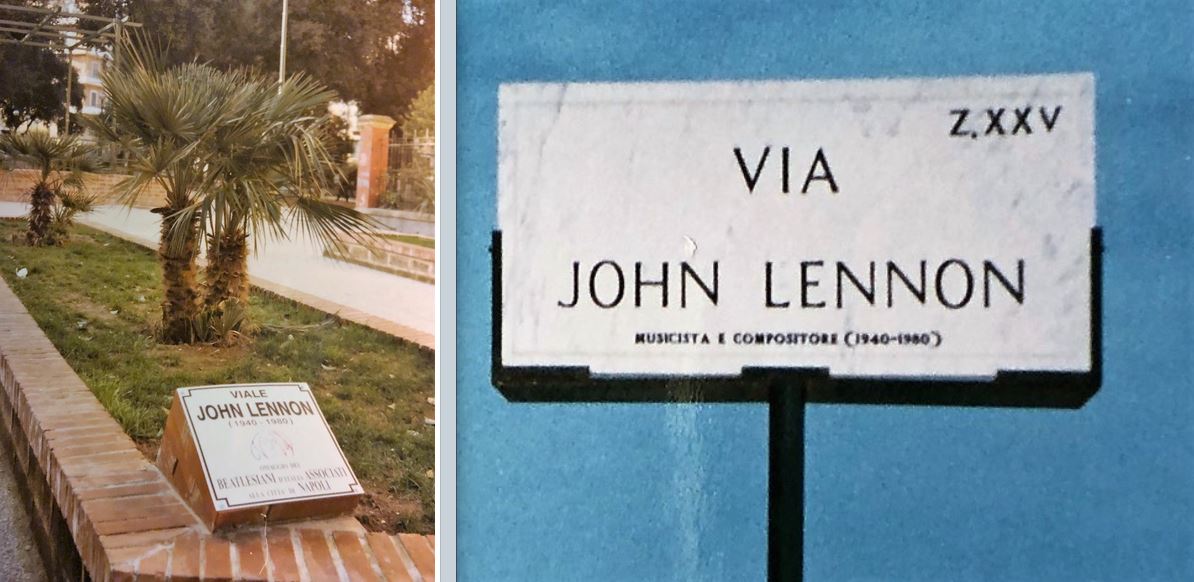 VIALE
JOHN LENNON
(1940 - 1980)
OMAGGIO DEI
BEATLESIANI D'ITALIA ASSOCIATI
ALLA CITTÀ DI NAPOLI
Z.XXV
VIA
JOHN LENNON
MUSICISTA E COMPOSITORE (1940-1980)